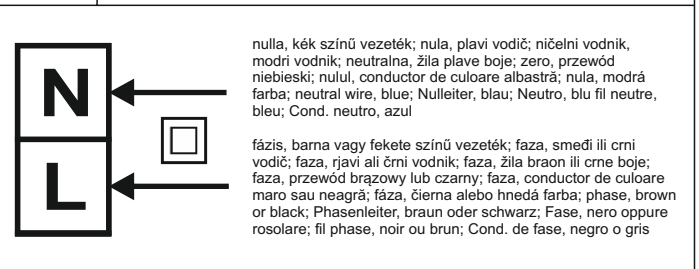 N
nulla, kék színű vezeték; nula, plavi vodič; ničelni vodnik,
modri vodnik; neutralna, žila plave boje; zero, przewód
niebieski; nulul, conductor de culoare albastră; nula, modrá
farba; neutral wire, blue; Nulleiter, blau; Neutro, blu fil neutre,
bleu; Cond. neutro, azul
L
fázis, barna vagy fekete színű vezeték; faza, smeđi ili crni
vodič; faza, rjavi ali črni vodnik; faza, žila braon ili crne boje;
faza, przewód brązowy lub czarny; faza, conductor de culoare
maro sau neagră; fáza, čierna alebo hnedá farba; phase, brown
or black; Phasenleiter, braun oder schwarz; Fase, nero oppure
rosolare; fil phase, noir ou brun; Cond. de fase, negro o gris